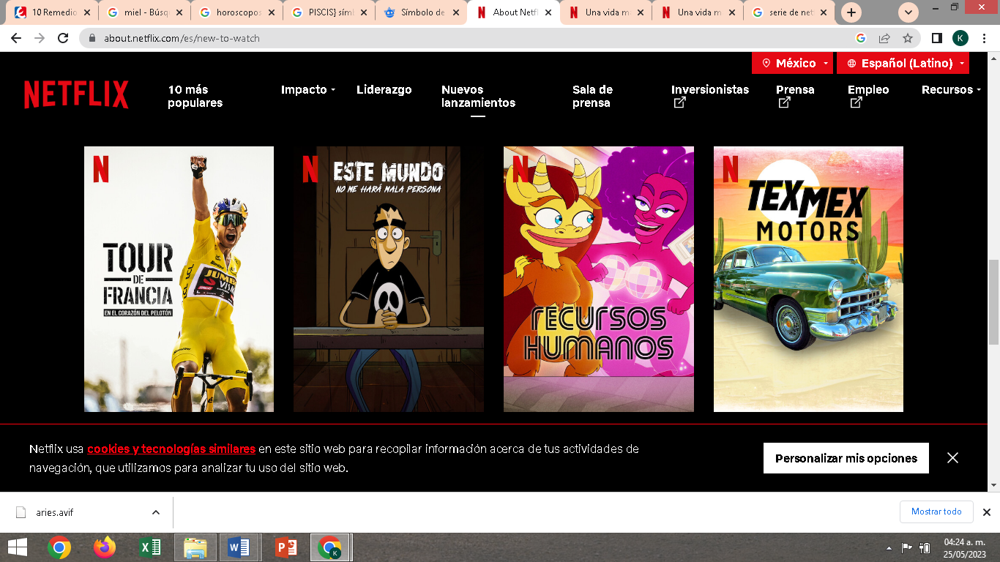 10 Remedio
miel - Búsq
horoscopos
PISCIS} simb
Símbolo de
About Netfl
Una vida m
Una vida m
serie de net
about.netflix.com/es/new-to-watch
K
México
Español (Latino)
NETFLIX
10 más
populares
Impacto
Liderazgo
Nuevos
lanzamientos
Sala de
prensa
Inversionistas
Prensa
Empleo
Recursos
N
TOUR
DE
FRANCIA
EN EL CORAZÓN DEL PELOTÓN
JUMBO
N
ESTE MUNDO
NO ME HARÁ MALA PERSONA
N
RECURSOS
HUMANOS
N
TEX MEX
MOTORS
Netflix usa cookies y tecnologías similares en este sitio web para recopilar información acerca de tus actividades de
navegación, que utilizamos para analizar tu uso del sitio web.
Personalizar mis opciones
aries.avif
Mostrar todo
04:24 a. m.
25/05/2023